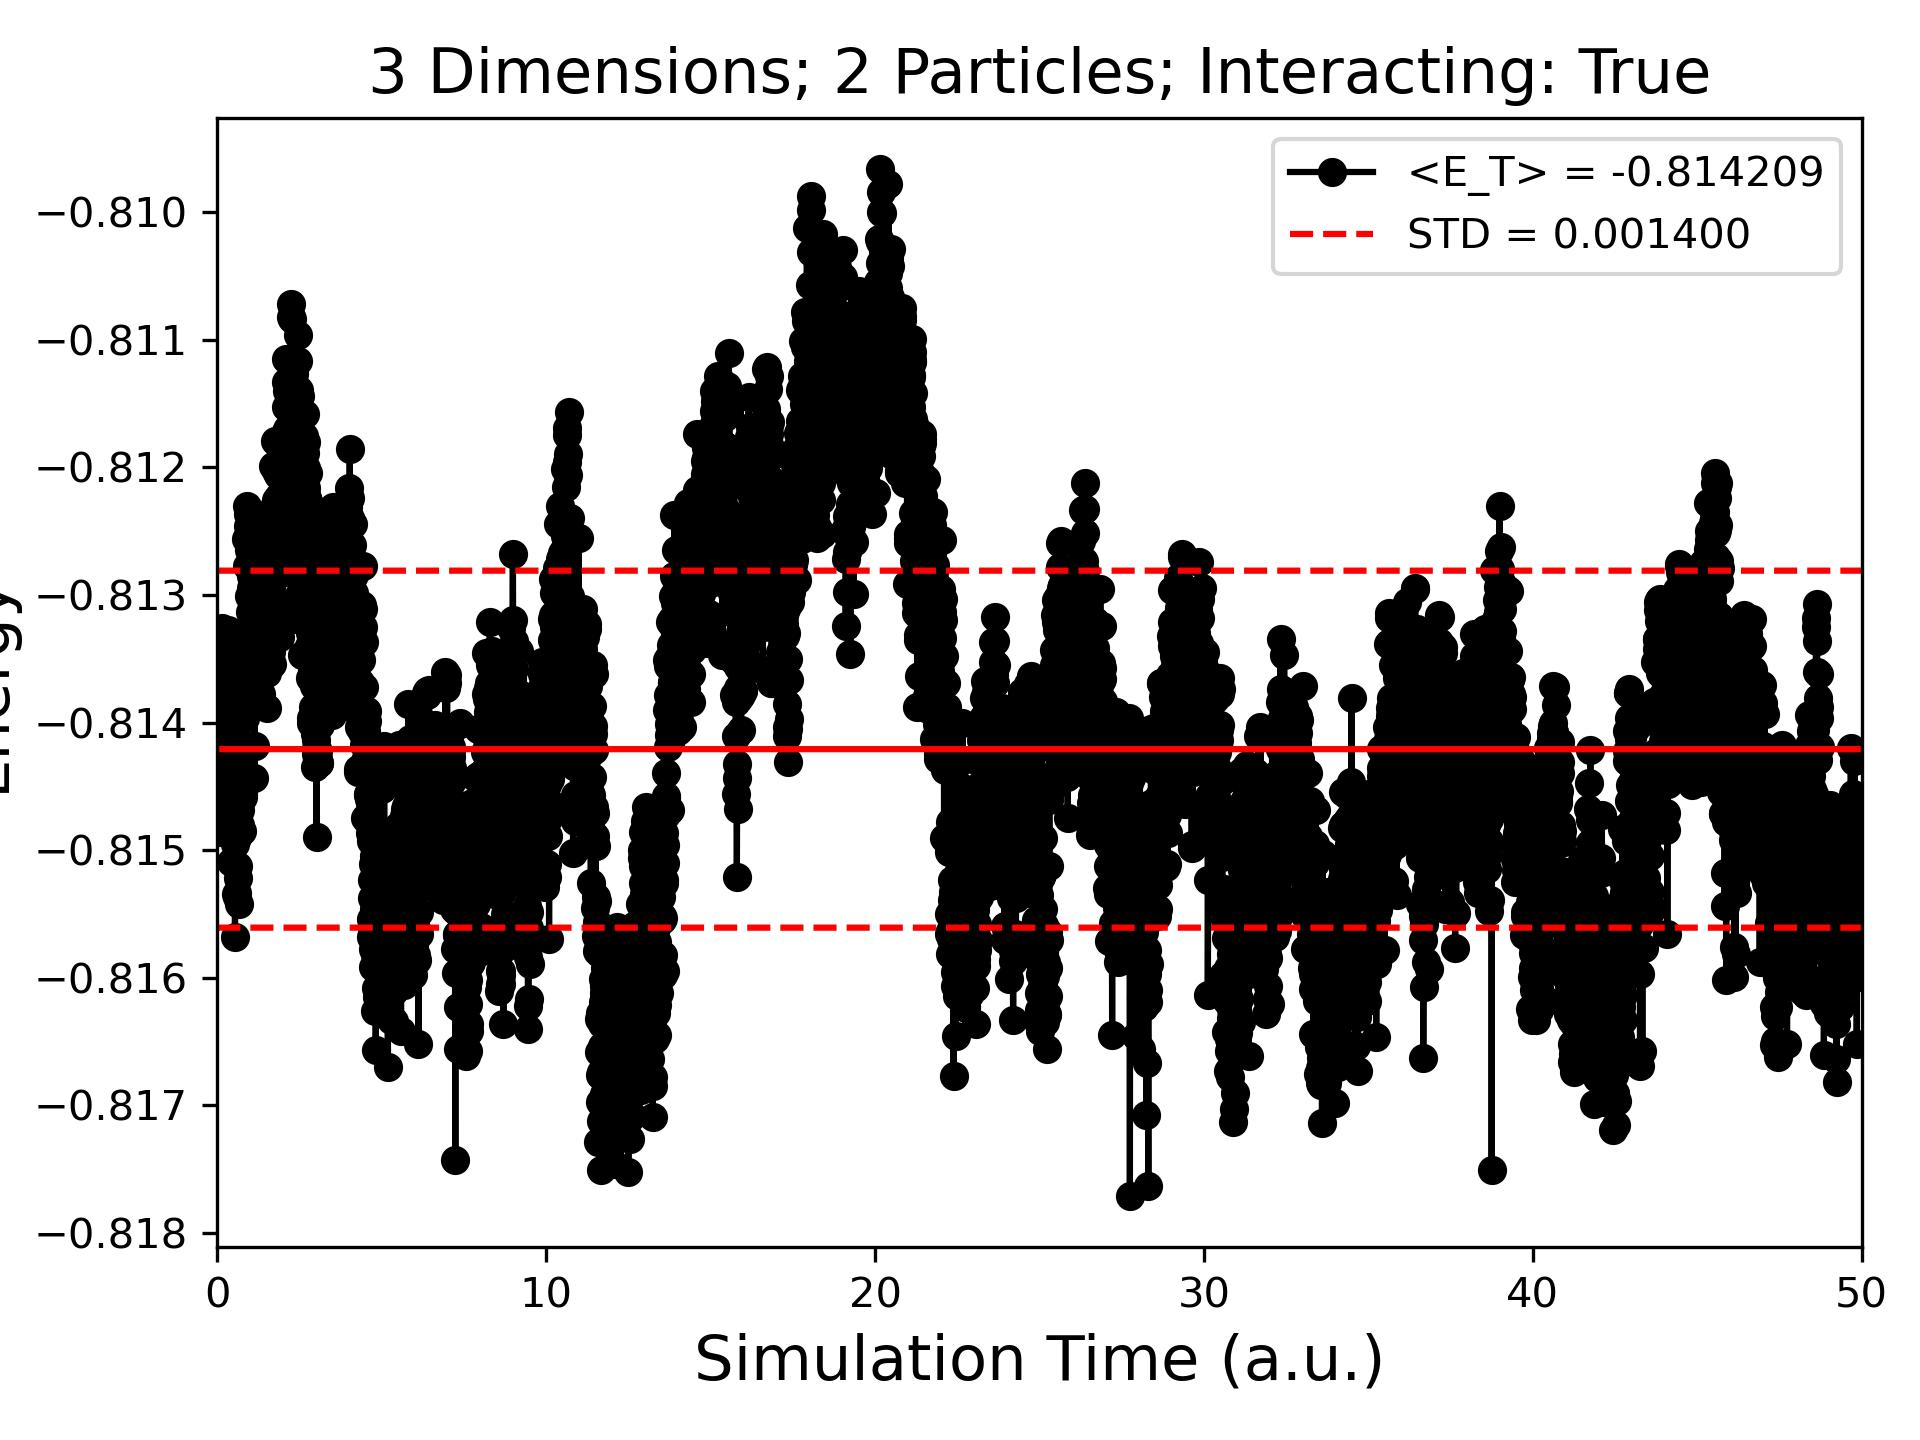 3 Dimensions; 2 Particles; Interacting: True
<E_T> = -0.814209
STD = 0.001400
Energy
−0.810
−0.811
−0.812
−0.813
−0.814
−0.815
−0.816
−0.817
−0.818
0 10 20 30 40 50
Simulation Time (a.u.)